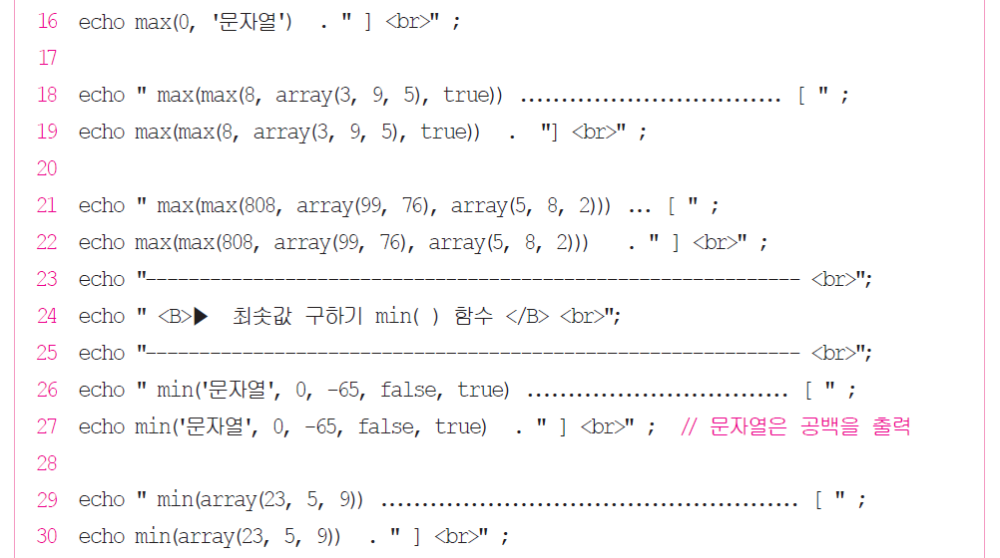 16 echo max(0, '문자열')  . " ] <br>" ;
17
18 echo " max(max(8, array(3, 9, 5), true)) ................................ [ " ;
19 echo max(max(8, array(3, 9, 5), true))  .  "] <br>" ;
20
21 echo " max(max(808, array(99, 76), array(5, 8, 2))) ... [ " ;
22 echo max(max(808, array(99, 76), array(5, 8, 2)))   . " ] <br>" ;
23 echo "--------------------------------------------------------------- <br>";
24 echo " <B>▶  최솟값 구하기 min( ) 함수 </B> <br>";
25 echo "--------------------------------------------------------------- <br>";
26 echo " min('문자열', 0, -65, false, true) ................................ [ " ;
27 echo min('문자열', 0, -65, false, true)  . " ] <br>" ;  // 문자열은 공백을 출력
28
29 echo " min(array(23, 5, 9)) ................................................... [ " ;
30 echo min(array(23, 5, 9))  . " ] <br>" ;